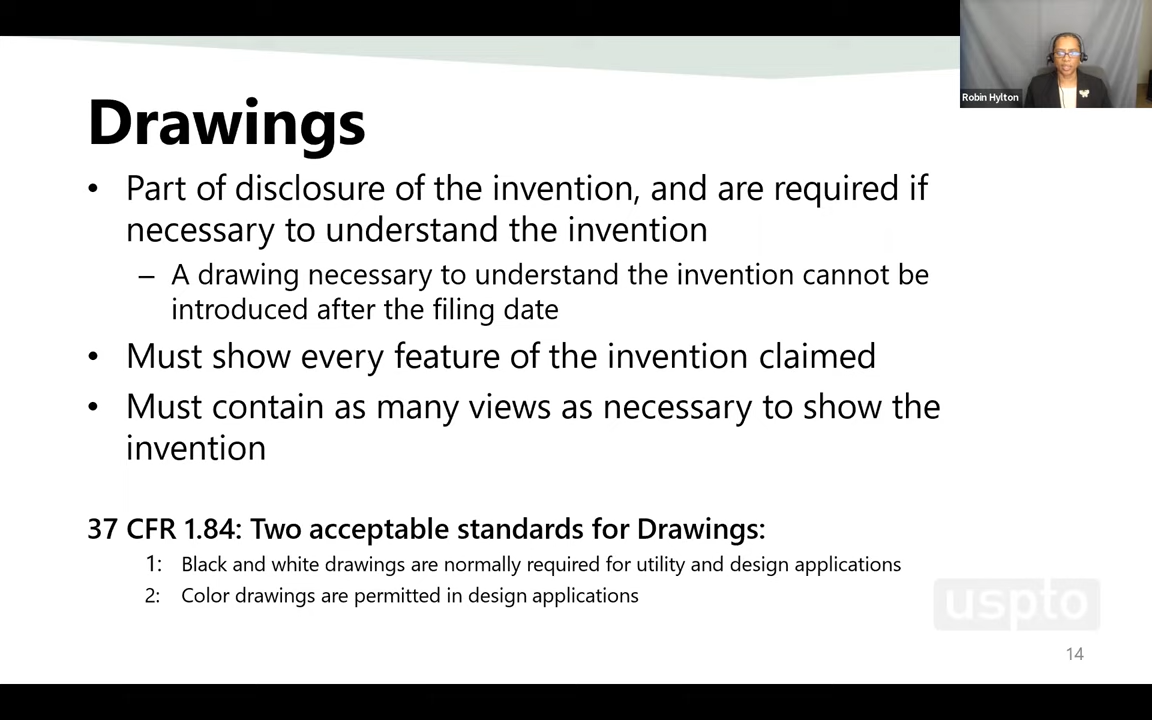 Robin Hylton
Drawings
• Part of disclosure of the invention, and are required if
necessary to understand the invention
– A drawing necessary to understand the invention cannot be
introduced after the filing date
• Must show every feature of the invention claimed
• Must contain as many views as necessary to show the
invention
37 CFR 1.84: Two acceptable standards for Drawings:
1: Black and white drawings are normally required for utility and design applications
2: Color drawings are permitted in design applications
uspto
14